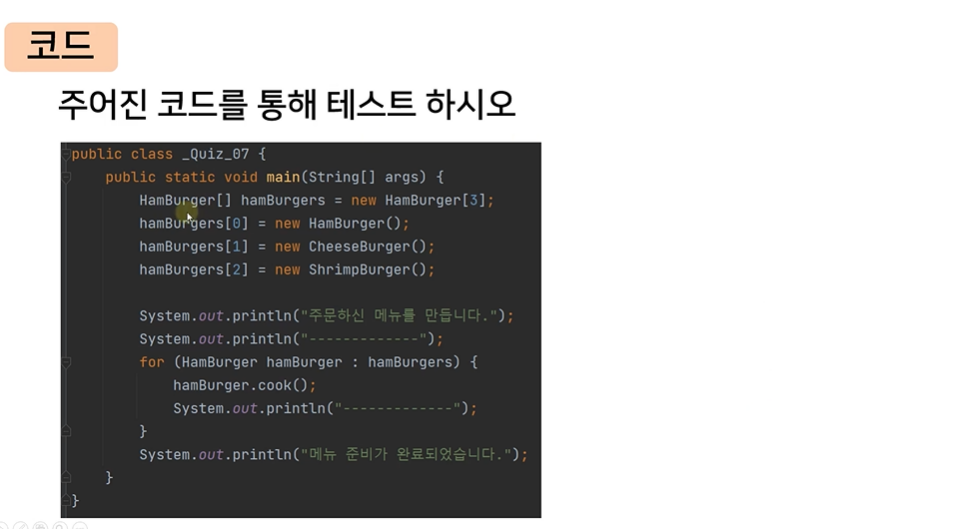 코드
주어진 코드를 통해 테스트 하시오
public class _Quiz_07 {
public static void main(String[] args) {
HamBurger[] hamBurgers = new HamBurger[3];
hamBurgers[0] = new HamBurger();
hamBurgers[1] = new CheeseBurger();
hamBurgers[2] = new ShrimpBurger();
System.out.println("주문하신 메뉴를 만듭니다.");
System.out.println("-------------");
for (HamBurger hamBurger : hamBurgers) {
hamBurger.cook();
System.out.println("-------------");
}
System.out.println("메뉴 준비가 완료되었습니다.");
}
}